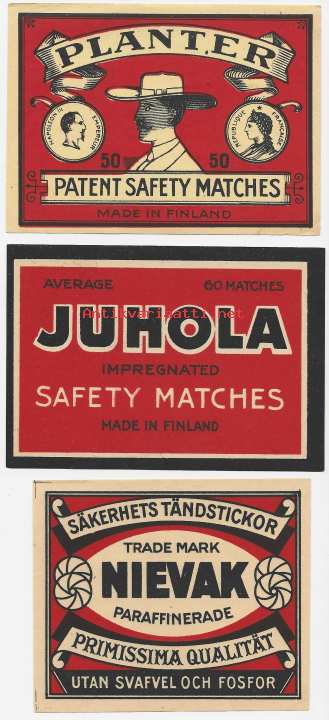 PLANTER
NAPOLEON III EMPEREUR
REPUBLIQUE FRANÇAISE
50 50
PATENT SAFETY MATCHES
MADE IN FINLAND
AVERAGE 60 MATCHES
Antikvariaatti.net
JUHOLA
IMPREGNATED
SAFETY MATCHES
MADE IN FINLAND
SÄKERHETS TÄNDSTICKOR
TRADE MARK
NIEVAK
PARAFFINERADE
PRIMISSIMA QUALITÄT
UTAN SVAFVEL OCH FOSFOR